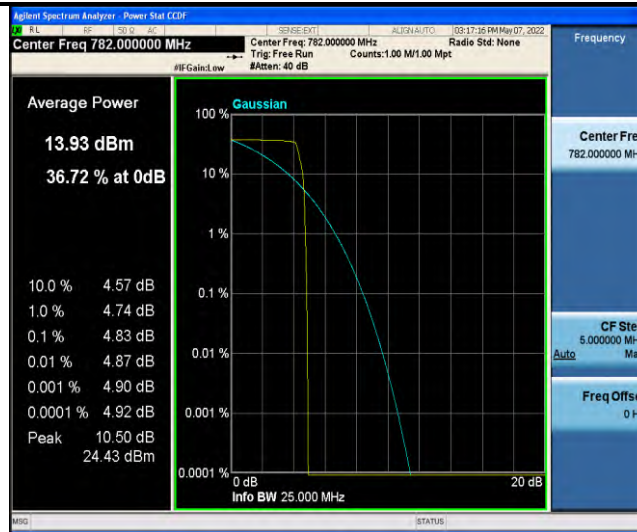 Agilent Spectrum Analyzer - Power Stat CCDF
RL RF 50 Ω AC SENSE:EXT ALIGN AUTO 03:17:16 PM May 07, 2022
Center Freq 782.000000 MHz
Center Freq: 782.000000 MHz Radio Std: None
Trig: Free Run Counts:1.00 M/1.00 Mpt
#IFGain:Low #Atten: 40 dB
Average Power
13.93 dBm
36.72 % at 0dB
10.0 % 4.57 dB
1.0 % 4.74 dB
0.1 % 4.83 dB
0.01 % 4.87 dB
0.001 % 4.90 dB
0.0001 % 4.92 dB
Peak 10.50 dB
24.43 dBm
Gaussian
100 %
10 %
1 %
0.1 %
0.01 %
0.001 %
0.0001 %
0 dB 20 dB
Info BW 25.000 MHz
Frequency
Center Fre
782.000000 MH
CF Ste
5.000000 MH
Auto Ma
Freq Offse
0 H
MSG STATUS